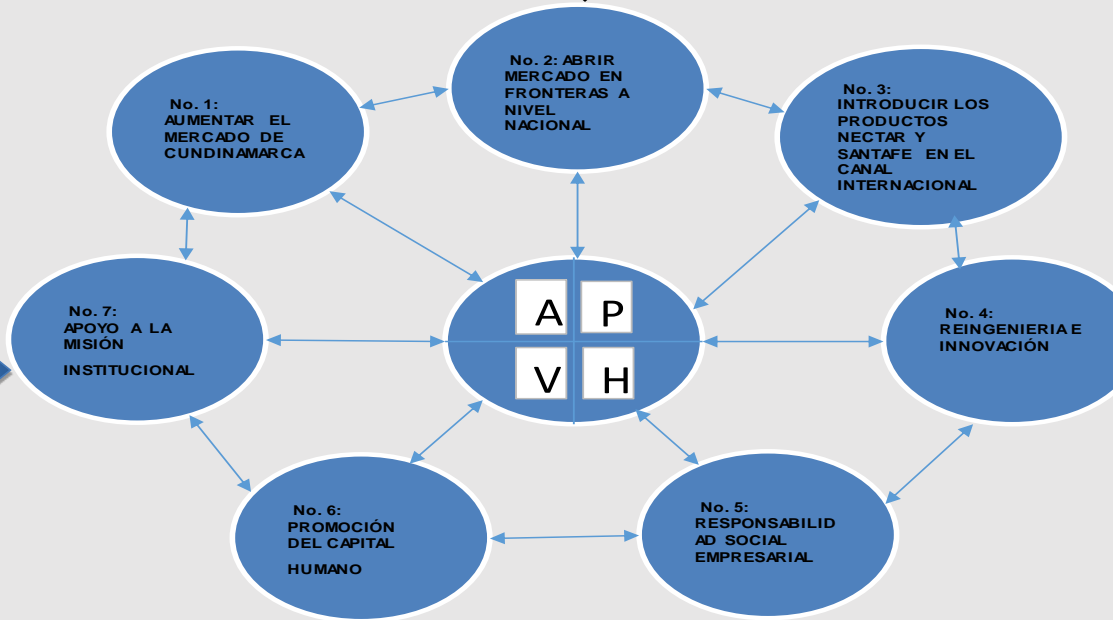 No. 1:
AUMENTAR EL
MERCADO DE
CUNDINAMARCA
No. 2: ABRIR
MERCADO EN
FRONTERAS A
NIVEL
NACIONAL
No. 3:
INTRODUCIR LOS
PRODUCTOS
NECTAR Y
SANTAFE EN EL
CANAL
INTERNACIONAL
No. 7:
APOYO A LA
MISIÓN
INSTITUCIONAL
A P
V H
No. 4:
REINGENIERIA E
INNOVACIÓN
No. 6:
PROMOCIÓN
DEL CAPITAL
HUMANO
No. 5:
RESPONSABILID
AD SOCIAL
EMPRESARIAL